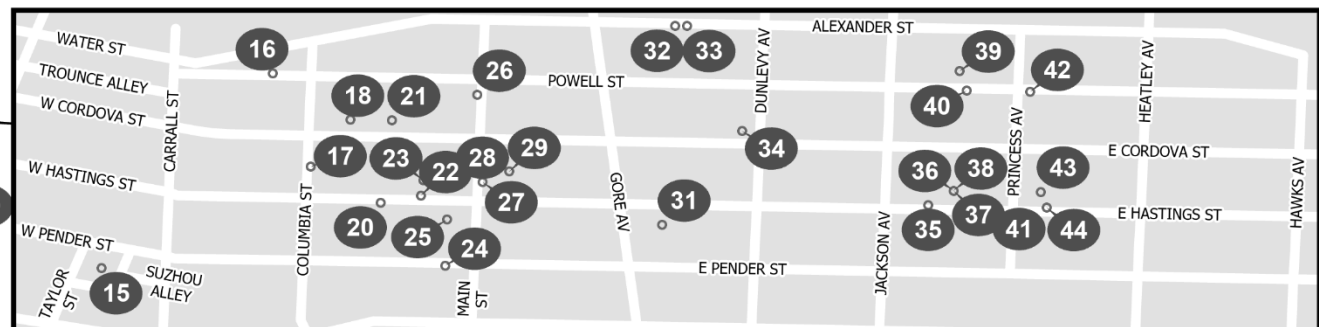 WATER ST
TROUNCE ALLEY
W CORDOVA ST
W HASTINGS ST
W PENDER ST
TAYLOR
ST
SUZHOU
ALLEY
CARRALL ST
COLUMBIA ST
MAIN
ST
POWELL ST
GORE AV
ALEXANDER ST
DUNLEVY AV
E PENDER ST
JACKSON AV
PRINCESS AV
HEATLEY AV
E CORDOVA ST
E HASTINGS ST
HAWKS AV
15
16
17
18
20
21
22
23
24
25
26
27
28
29
31
32
33
34
35
36
37
38
39
40
41
42
43
44